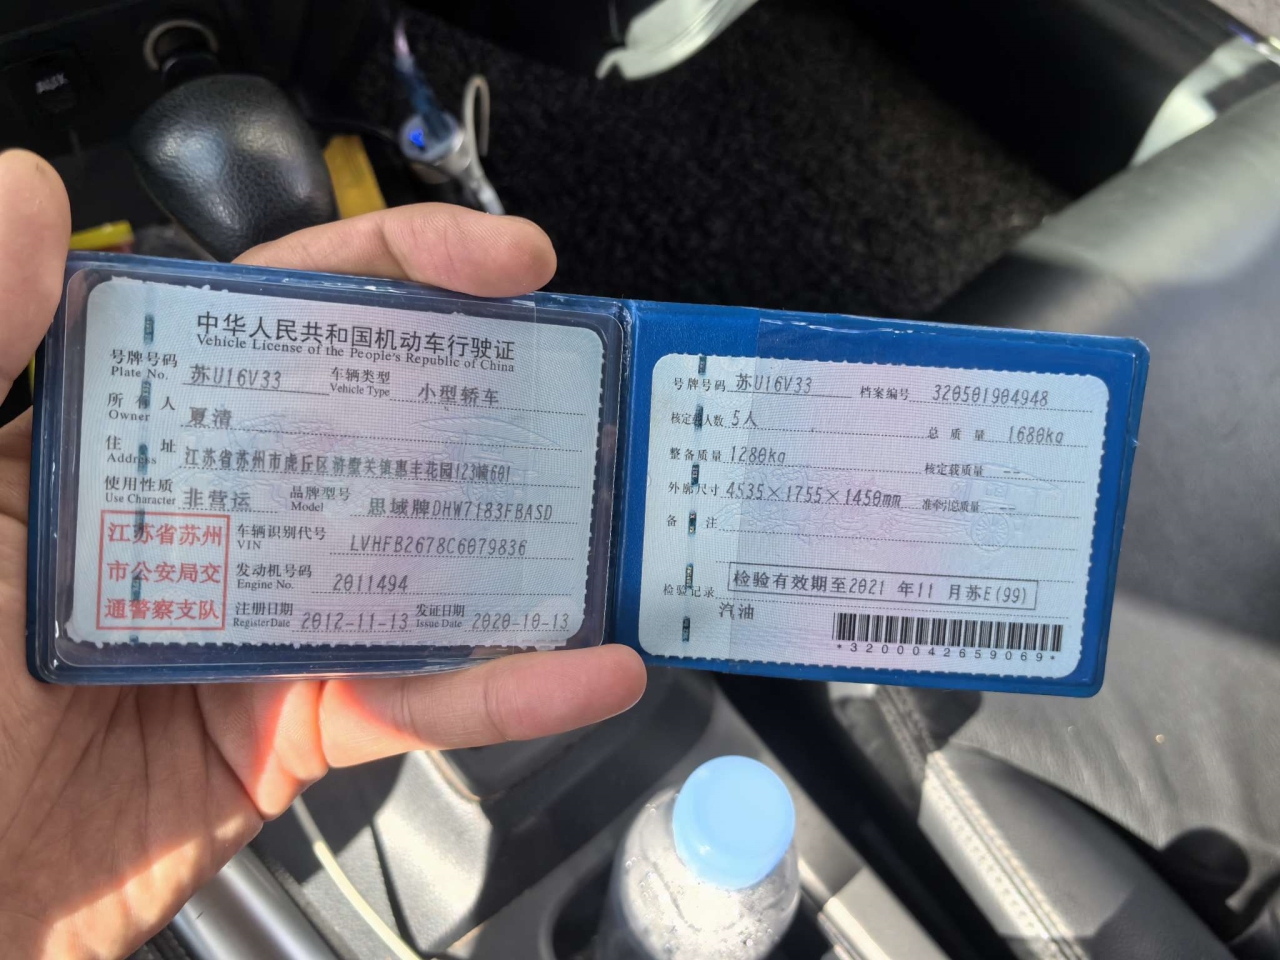 AUX
中华人民共和国机动车行驶证
Vehicle License of the People's Republic of China
号牌号码 苏U16V33 车辆类型 小型轿车
Plate No. Vehicle Type
所有人 夏清
Owner
住址 江苏省苏州市虎丘区浒墅关镇惠丰花园123幢601
Address
使用性质 非营运 品牌型号 思域牌DHW7183FBASD
Use Character Model
江苏省苏州
市公安局交
通警察支队
车辆识别代号 LVHFB2678C6079836
VIN
发动机号码 2011494
Engine No.
注册日期 2012-11-13 发证日期 2020-10-13
Register Date Issue Date
号牌号码 苏U16V33 档案编号 320501904948
核定载人数 5人 总质量 1680kg
整备质量 1280kg 核定载质量 --
外廓尺寸 4535×1755×1450mm 准牵引总质量 --
备注
检验记录 检验有效期至2021 年11 月苏E(99)
汽油
*3200042659069*